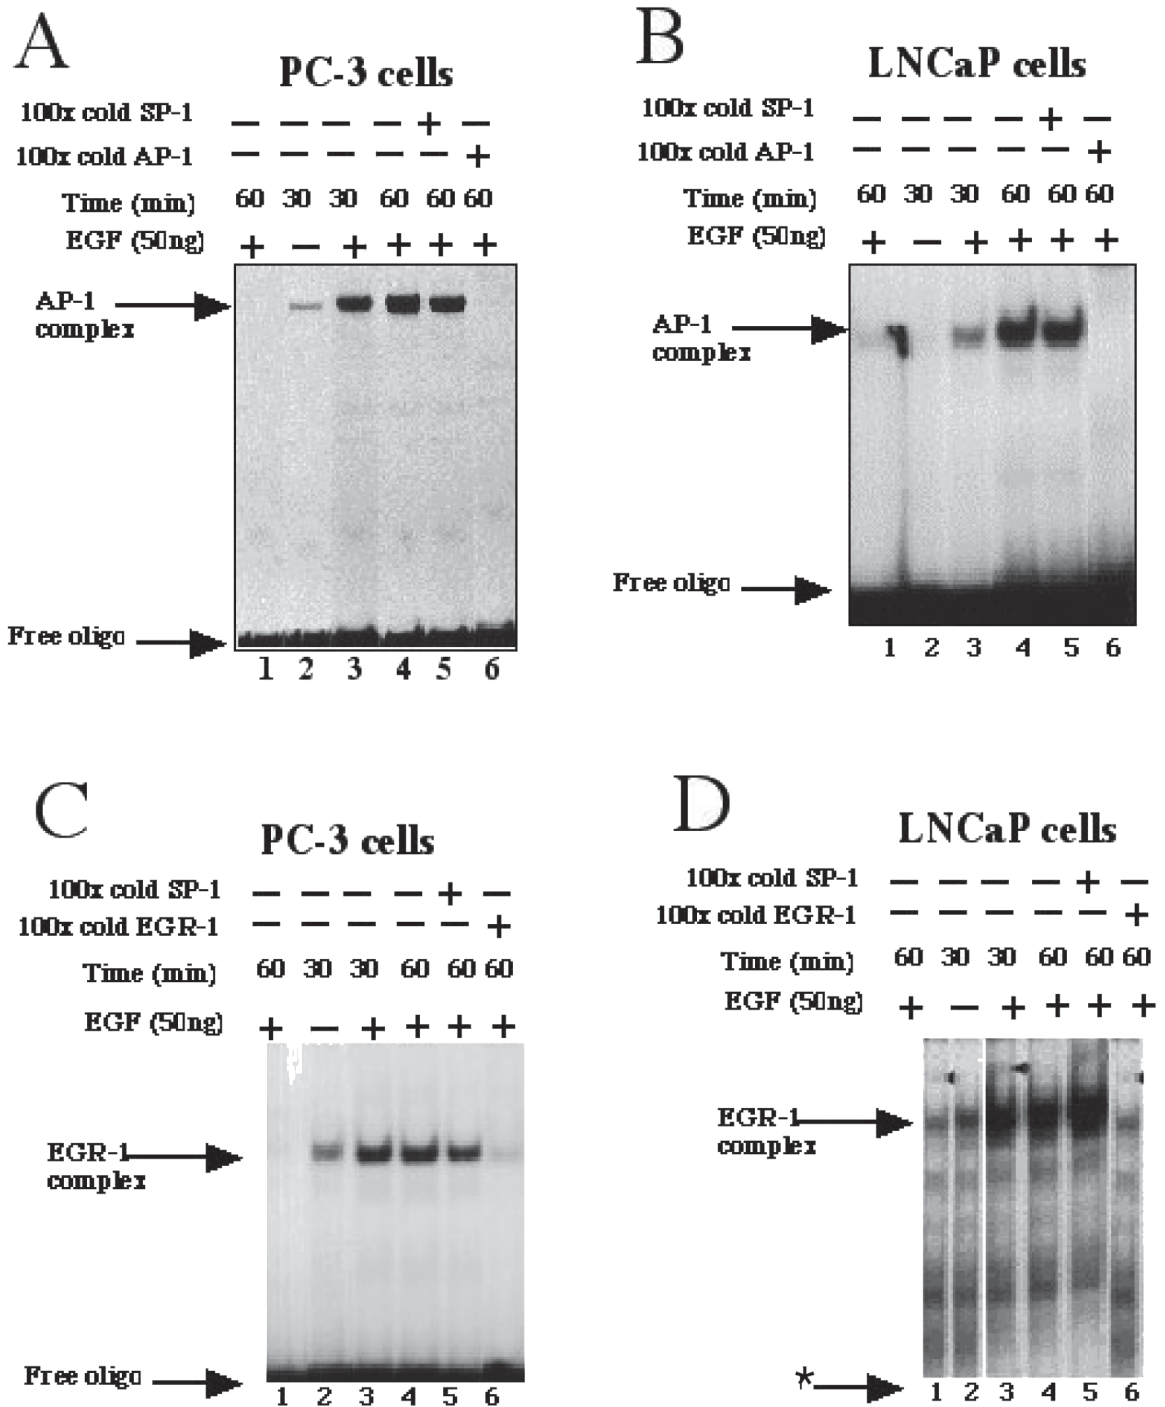 A
PC-3 cells
100x cold SP-1 — — — — + —
100x cold AP-1 — — — — — +
Time (min) 60 30 30 60 60 60
EGF (50ng) + — + + + +
AP-1
complex
Free oligo
1 2 3 4 5 6
B
LNCaP cells
100x cold SP-1 — — — — + —
100x cold AP-1 — — — — — +
Time (min) 60 30 30 60 60 60
EGF (50ng) + — + + + +
AP-1
complex
Free oligo
1 2 3 4 5 6
C
PC-3 cells
100x cold SP-1 — — — — + —
100x cold EGR-1 — — — — — +
Time (min) 60 30 30 60 60 60
EGF (50ng) + — + + + +
EGR-1
complex
Free oligo
1 2 3 4 5 6
D
LNCaP cells
100x cold SP-1 — — — — + —
100x cold EGR-1 — — — — — +
Time (min) 60 30 30 60 60 60
EGF (50ng) + — + + + +
EGR-1
complex
*
1 2 3 4 5 6